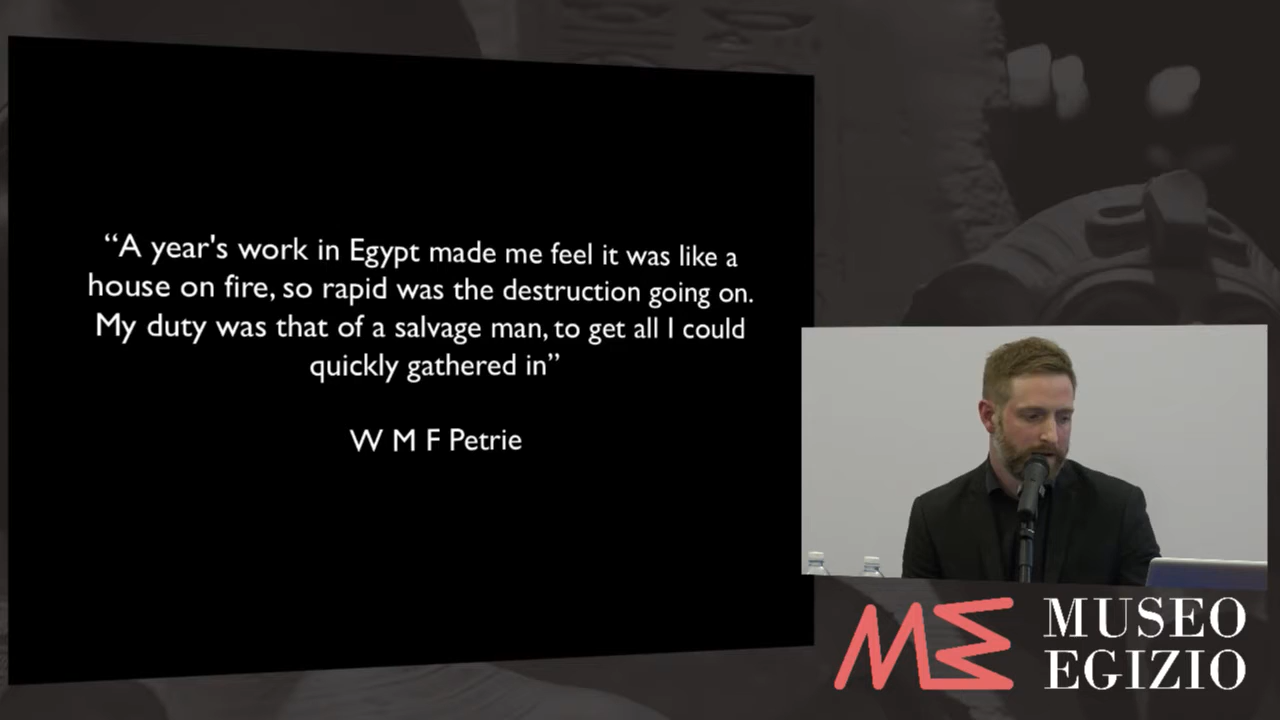 “A year's work in Egypt made me feel it was like a
house on fire, so rapid was the destruction going on.
My duty was that of a salvage man, to get all I could
quickly gathered in”
W M F Petrie
ME MUSEO
EGIZIO